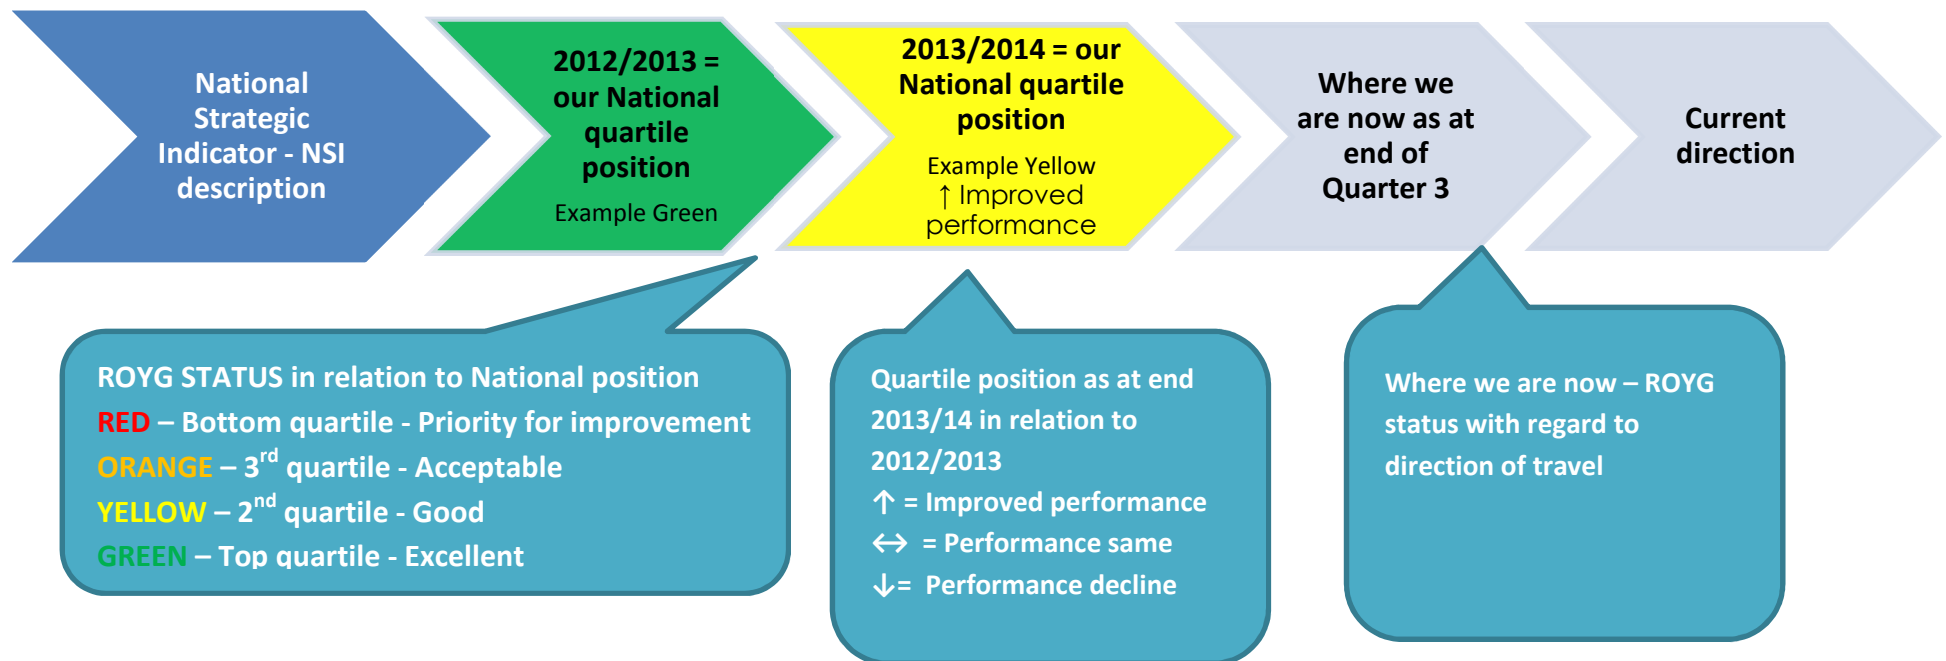 National
Strategic
Indicator - NSI
description
2012/2013 =
our National
quartile
position
Example Green
2013/2014 = our
National quartile
position
Example Yellow
↑ Improved
performance
Where we
are now as at
end of
Quarter 3
Current
direction
ROYG STATUS in relation to National position
RED – Bottom quartile - Priority for improvement
ORANGE – 3rd quartile - Acceptable
YELLOW – 2nd quartile - Good
GREEN – Top quartile - Excellent
Quartile position as at end
2013/14 in relation to
2012/2013
↑ = Improved performance
↔ = Performance same
↓= Performance decline
Where we are now – ROYG
status with regard to
direction of travel